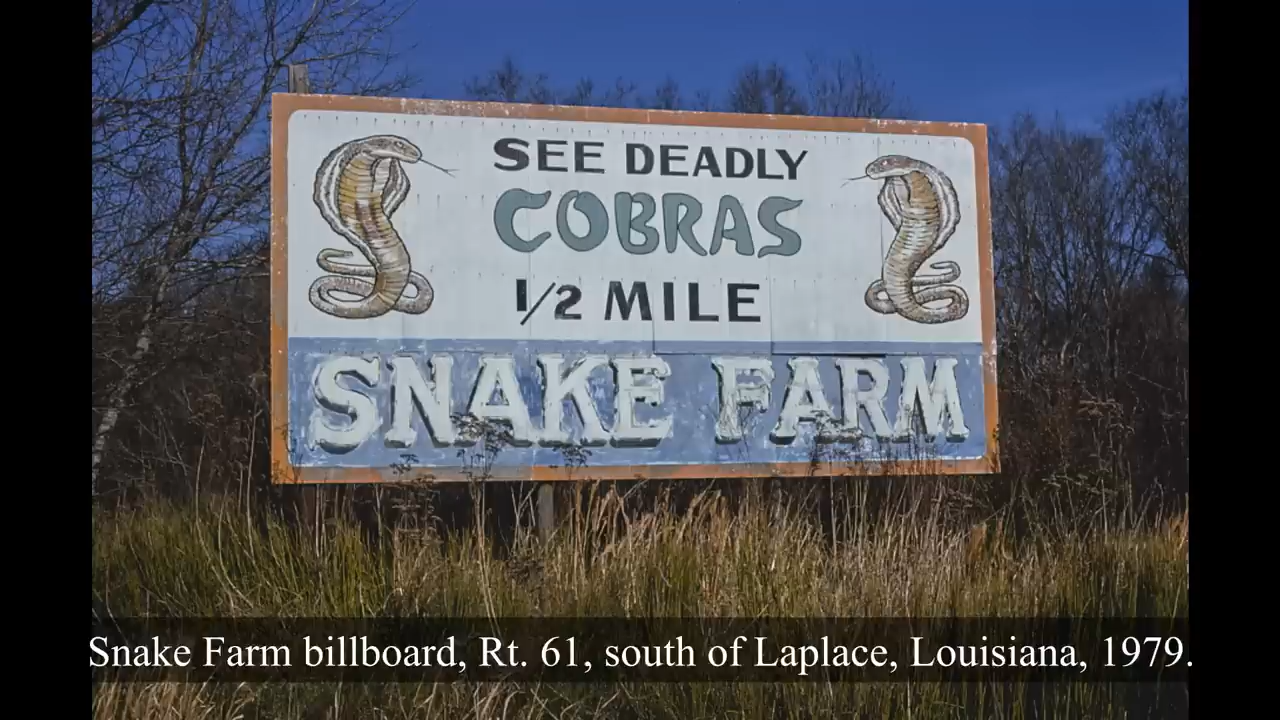 SEE DEADLY
COBRAS
1/2 MILE
SNAKE FARM
Snake Farm billboard, Rt. 61, south of Laplace, Louisiana, 1979.